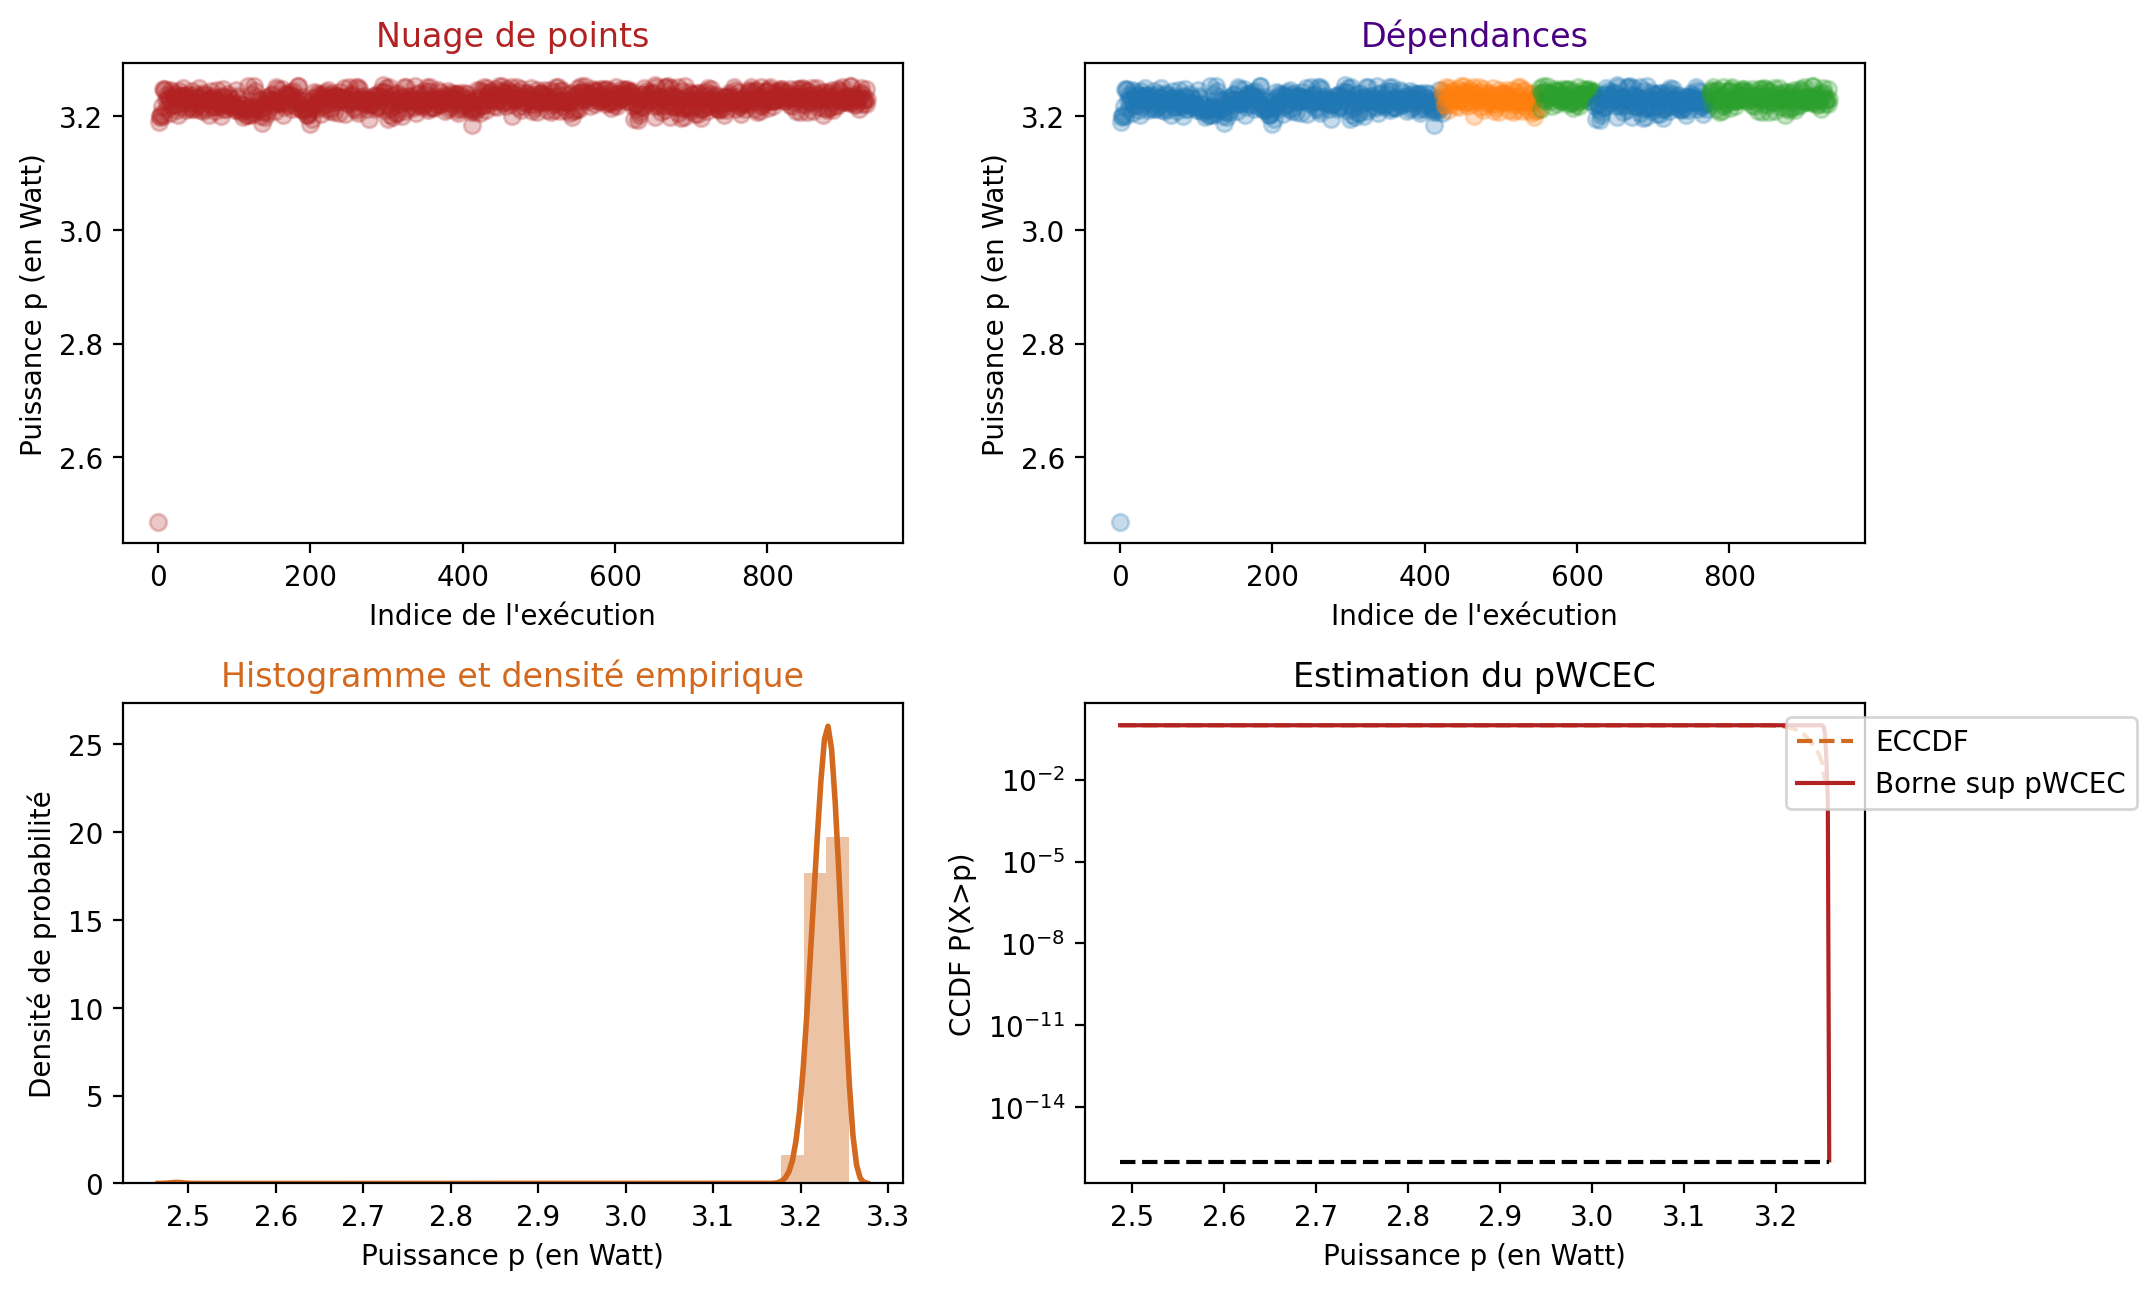 Nuage de points
Puissance p (en Watt)
3.2
3.0
2.8
2.6
0 200 400 600 800
Indice de l'exécution
Dépendances
Puissance p (en Watt)
3.2
3.0
2.8
2.6
0 200 400 600 800
Indice de l'exécution
Histogramme et densité empirique
Densité de probabilité
25
20
15
10
5
0
2.5 2.6 2.7 2.8 2.9 3.0 3.1 3.2 3.3
Puissance p (en Watt)
Estimation du pWCEC
ECCDF
Borne sup pWCEC
CCDF P(X>p)
10⁻²
10⁻⁵
10⁻⁸
10⁻¹¹
10⁻¹⁴
2.5 2.6 2.7 2.8 2.9 3.0 3.1 3.2
Puissance p (en Watt)